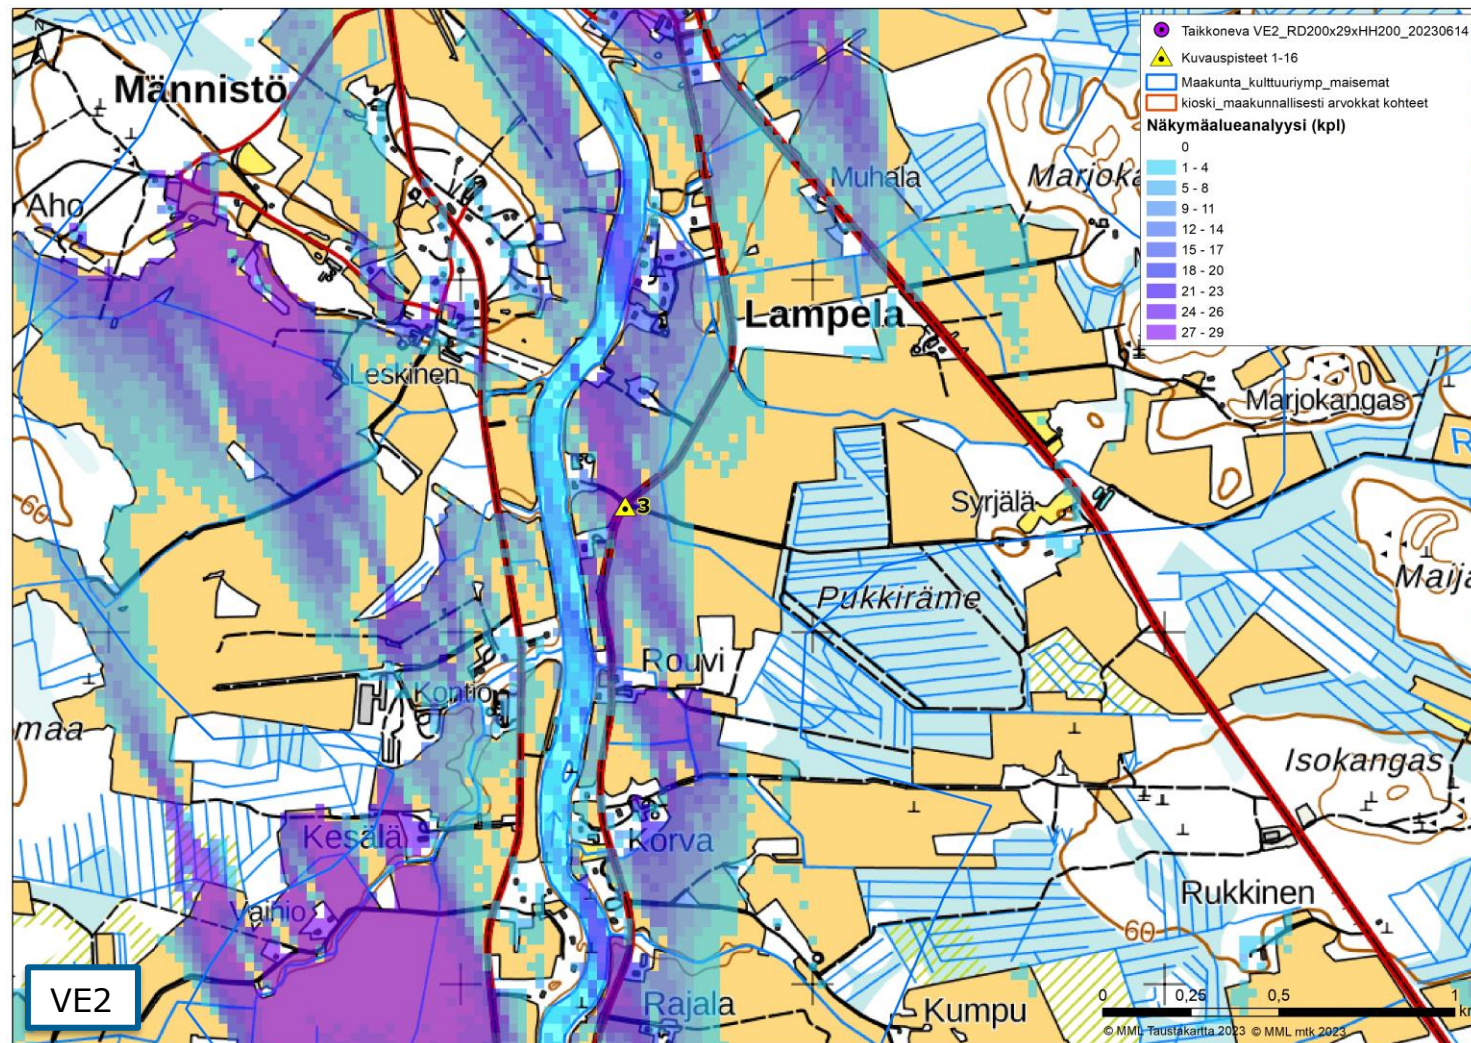 Taikkoneva VE2_RD200x29xHH200_20230614
Kuvauspisteet 1-16
Maakunta_kulttuuriymp_maisemat
kioski_maakunnallisesti arvokkat kohteet
Näkymäalueanalyysi (kpl)
0
1 - 4
5 - 8
9 - 11
12 - 14
15 - 17
18 - 20
21 - 23
24 - 26
27 - 29
Männistö
Muhala
Marjoka
Aho
Lampela
Leskinen
Marjokangas
R
60
3
Syrjälä
Maija
Pukkiräme
Rouvi
Kontio
maa
Isokangas
Kesälä
Korva
Rukkinen
Vainio
60
VE2
Rajala
Kumpu
0 0,25 0,5 1
km
© MML Taustakartta 2023 © MML mtk 2023